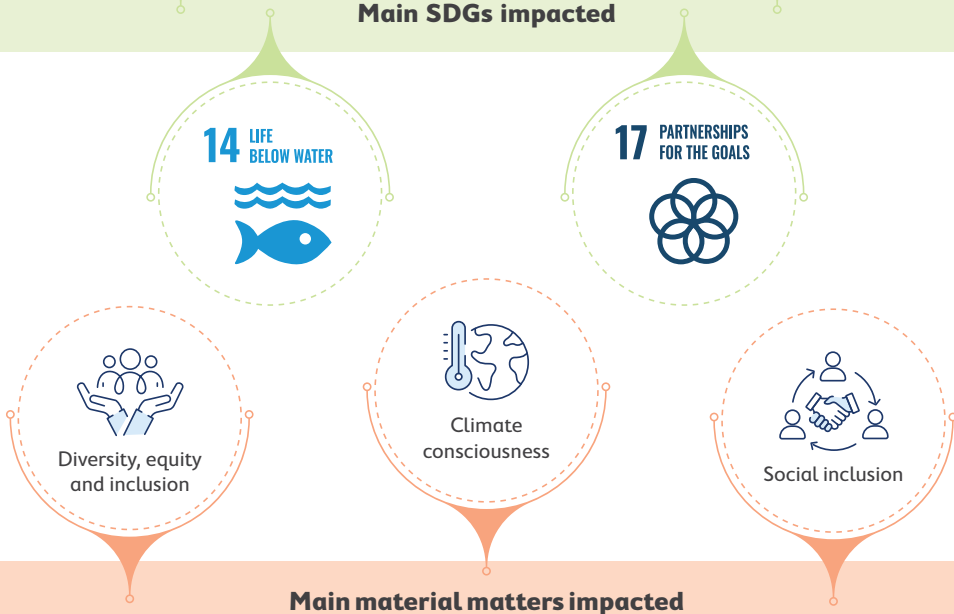 Main SDGs impacted
14 LIFE
BELOW WATER
17 PARTNERSHIPS
FOR THE GOALS
Climate
consciousness
Diversity, equity
and inclusion
Social inclusion
Main material matters impacted